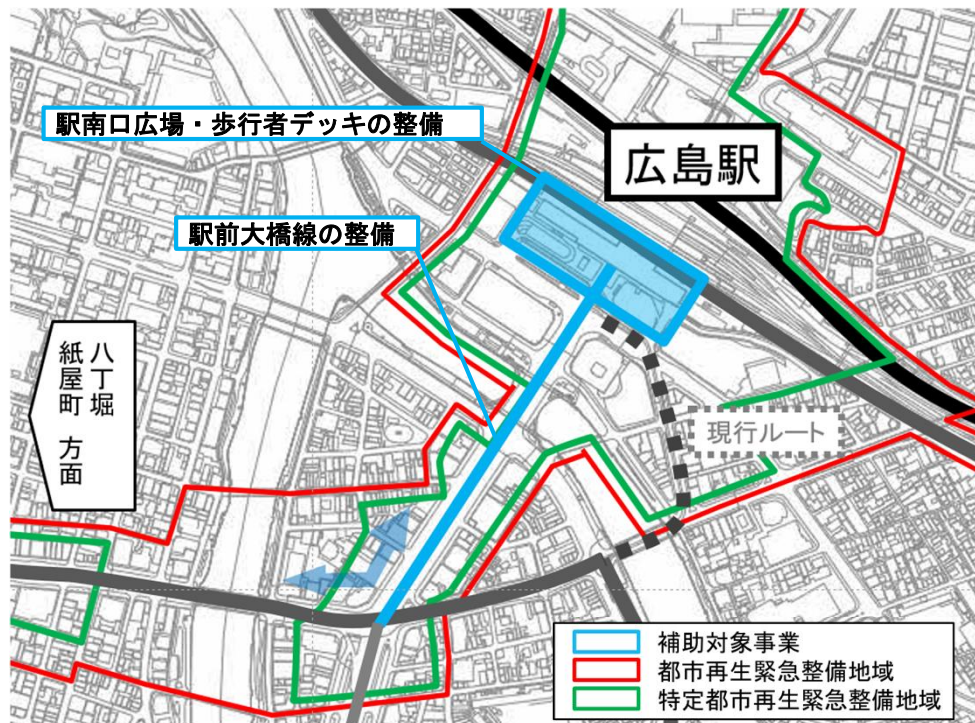 駅南口広場・歩行者デッキの整備
広島駅
駅前大橋線の整備
八丁堀
紙屋町 方面
現行ルート
補助対象事業
都市再生緊急整備地域
特定都市再生緊急整備地域